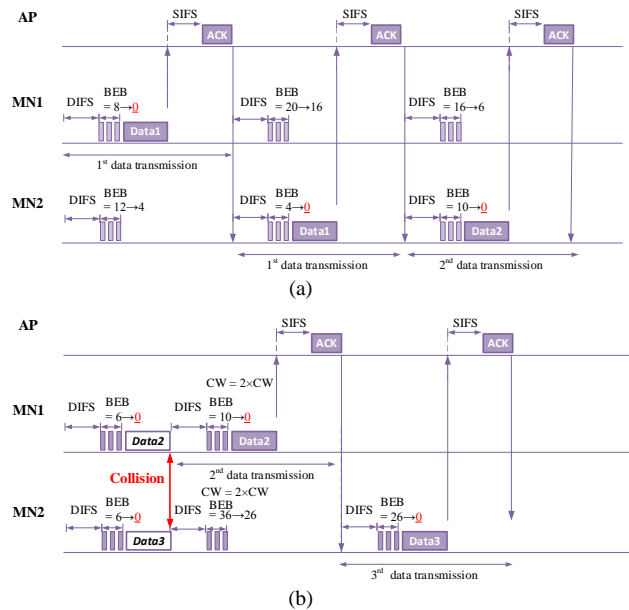 SIFS SIFS SIFS
AP ACK ACK ACK
BEB BEB BEB
DIFS = 8→0 DIFS = 20→16 DIFS = 16→6
MN1 Data1
1st data transmission
BEB BEB BEB
DIFS = 12→4 DIFS = 4→0 DIFS = 10→0
MN2 Data1 Data2
1st data transmission 2nd data transmission
(a)
AP SIFS SIFS
ACK ACK
CW = 2×CW
BEB BEB
MN1 DIFS = 6→0 DIFS = 10→0
Data2 Data2
2nd data transmission
Collision
CW = 2×CW
BEB BEB BEB
MN2 DIFS = 6→0 DIFS = 36→26 DIFS = 26→0
Data3 Data3
3rd data transmission
(b)